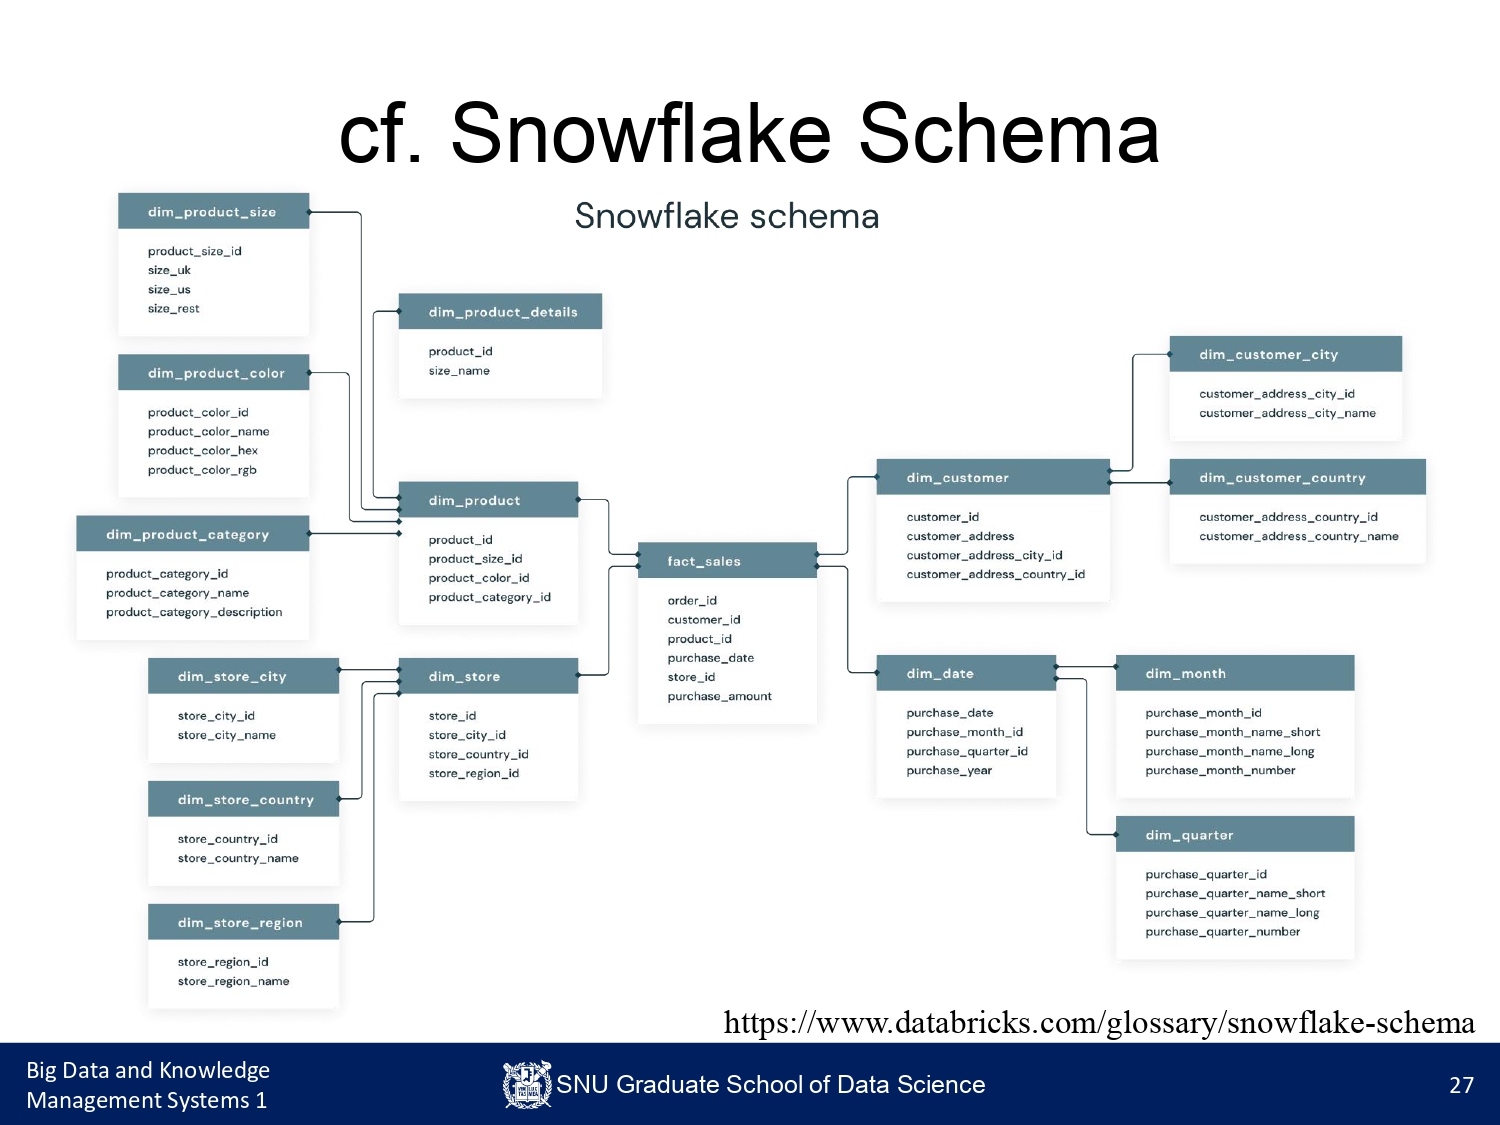 cf. Snowflake Schema
Snowflake schema
dim_product_size
product_size_id
size_uk
size_us
size_rest
dim_product_details
product_id
size_name
dim_product_color
product_color_id
product_color_name
product_color_hex
product_color_rgb
dim_product
product_id
product_size_id
product_color_id
product_category_id
dim_product_category
product_category_id
product_category_name
product_category_description
dim_store_city
store_city_id
store_city_name
dim_store
store_id
store_city_id
store_country_id
store_region_id
dim_store_country
store_country_id
store_country_name
dim_store_region
store_region_id
store_region_name
fact_sales
order_id
customer_id
product_id
purchase_date
store_id
purchase_amount
dim_customer
customer_id
customer_address
customer_address_city_id
customer_address_country_id
dim_customer_city
customer_address_city_id
customer_address_city_name
dim_customer_country
customer_address_country_id
customer_address_country_name
dim_date
purchase_date
purchase_month_id
purchase_quarter_id
purchase_year
dim_month
purchase_month_id
purchase_month_name_short
purchase_month_name_long
purchase_month_number
dim_quarter
purchase_quarter_id
purchase_quarter_name_short
purchase_quarter_name_long
purchase_quarter_number
https://www.databricks.com/glossary/snowflake-schema
Big Data and Knowledge
Management Systems 1
SNU Graduate School of Data Science
27